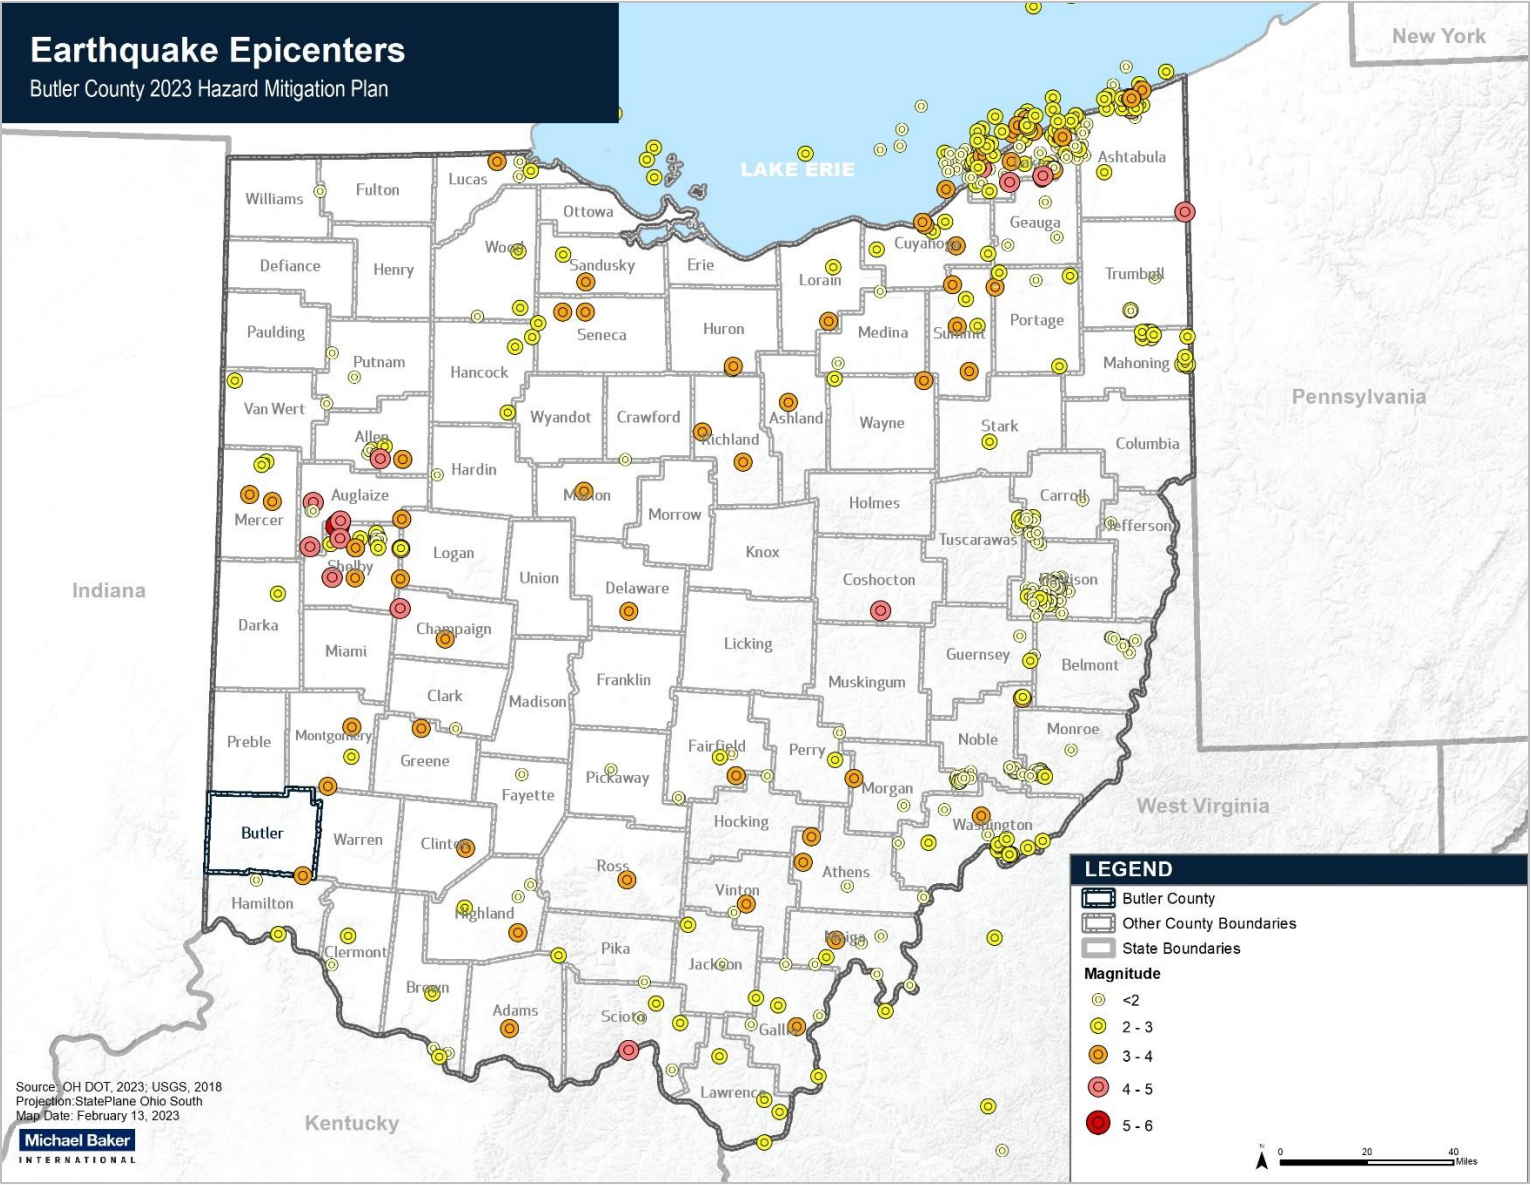 Earthquake Epicenters
Butler County 2023 Hazard Mitigation Plan
New York
LAKE ERIE
Ashtabula
Williams
Fulton
Lucas
Ottowa
Geauga
Cuyahoga
Wood
Defiance
Henry
Sandusky
Erie
Lorain
Trumbull
Paulding
Seneca
Huron
Medina
Summit
Portage
Putnam
Hancock
Mahoning
Pennsylvania
Van Wert
Wyandot
Crawford
Ashland
Wayne
Stark
Allen
Richland
Columbia
Hardin
Auglaize
Marion
Morrow
Holmes
Carroll
Mercer
Jefferson
Logan
Knox
Tuscarawas
Shelby
Union
Coshocton
Harrison
Indiana
Delaware
Darka
Champaign
Miami
Licking
Guernsey
Belmont
Clark
Franklin
Muskingum
Madison
Preble
Montgomery
Fairfield
Perry
Noble
Monroe
Greene
Pickaway
Fayette
Morgan
West Virginia
Butler
Warren
Clinton
Hocking
Washington
Ross
Athens
Vinton
Hamilton
Highland
Meiga
Clermont
Pika
Jackson
Brown
Adams
Scioto
Gallia
Lawrence
Kentucky
LEGEND
Butler County
Other County Boundaries
State Boundaries
Magnitude
<2
2 - 3
3 - 4
4 - 5
5 - 6
N
0 20 40
Miles
Source: OH DOT, 2023; USGS, 2018
Projection:StatePlane Ohio South
Map Date: February 13, 2023
Michael Baker
INTERNATIONAL